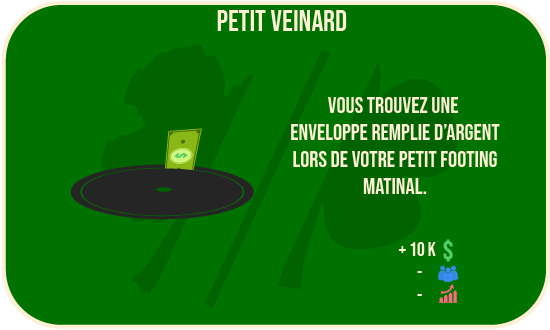 PETIT VEINARD
VOUS TROUVEZ UNE
ENVELOPPE REMPLIE D'ARGENT
LORS DE VOTRE PETIT FOOTING
MATINAL.
+ 10 K $
-
-